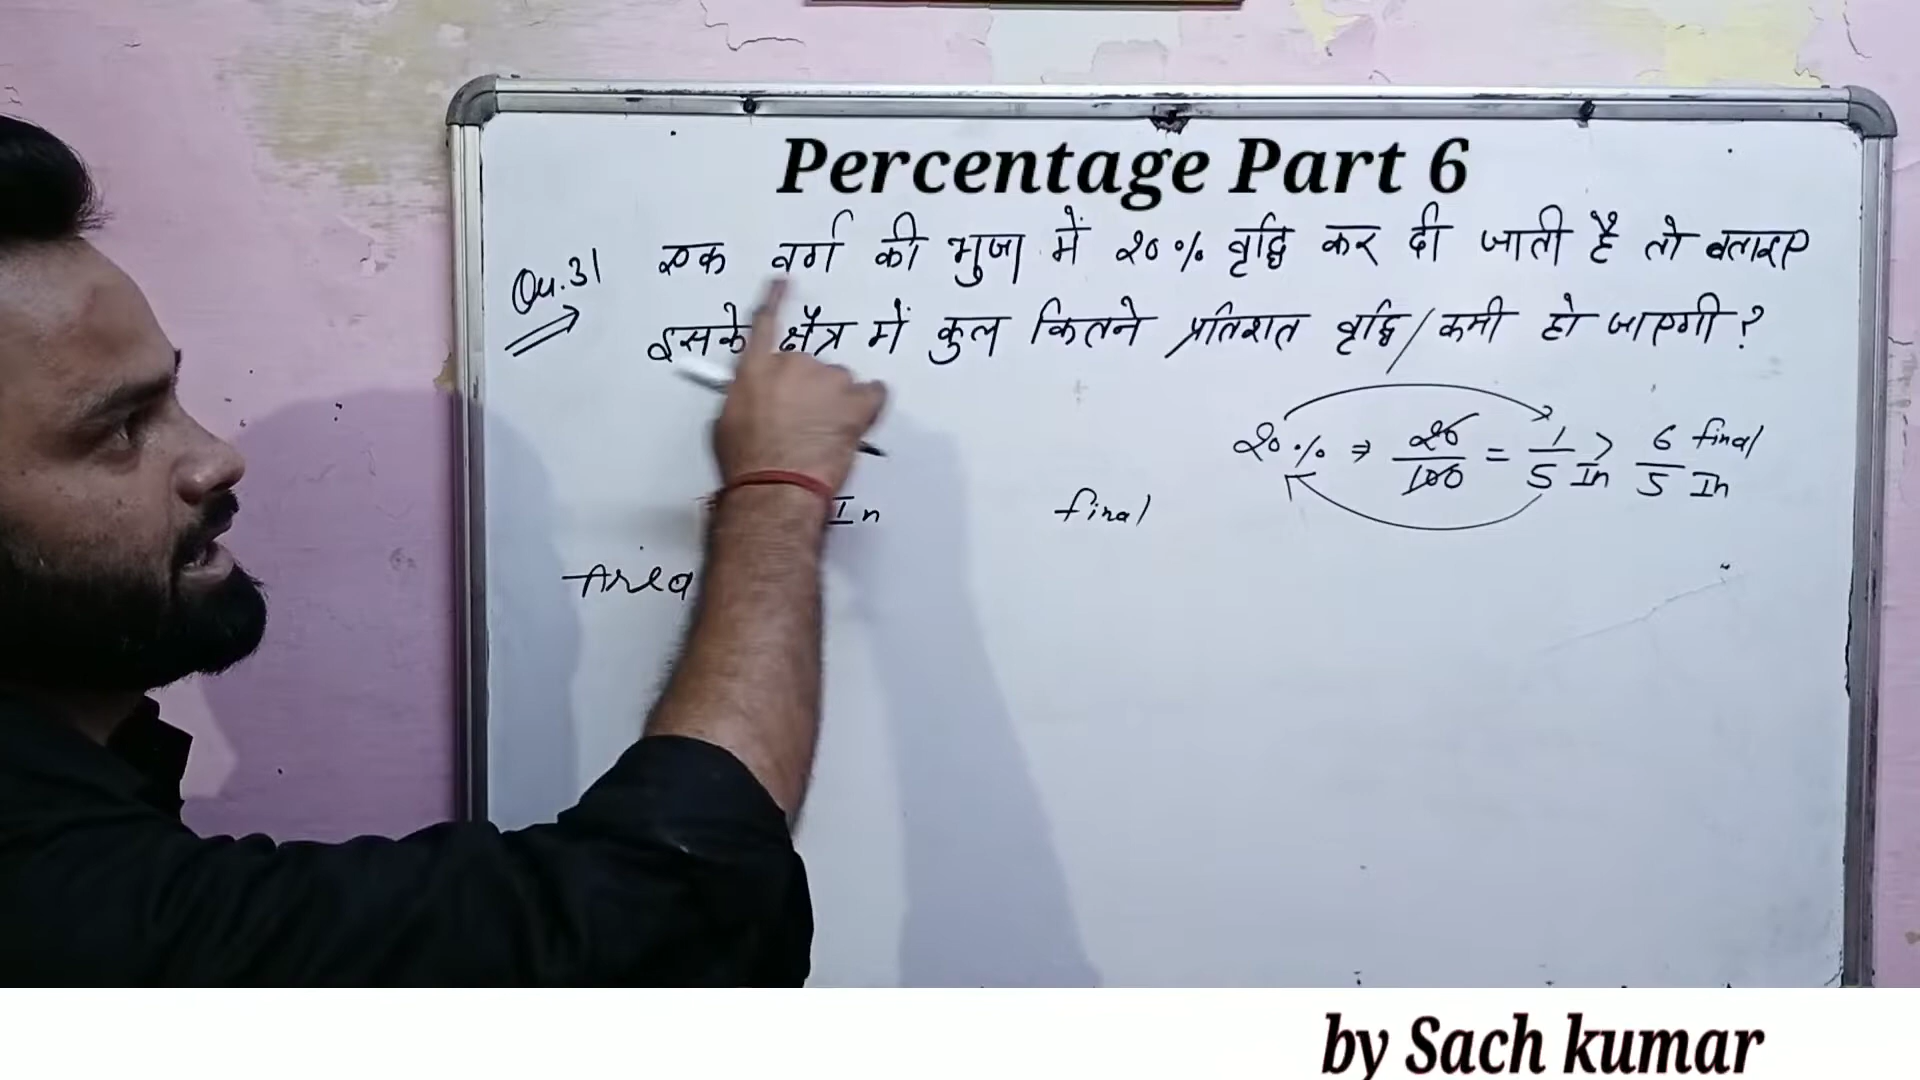 Percentage Part 6
Qu.31 एक वर्ग की भुजा में 20% वृद्धि कर दी जाती है तो बताइए
इसके क्षेत्र में कुल कितने प्रतिशत वृद्धि/कमी हो जाएगी?
20% ⇒ 20/100 = 1/5 In > 6 final/5 In
In final
Area
by Sach kumar